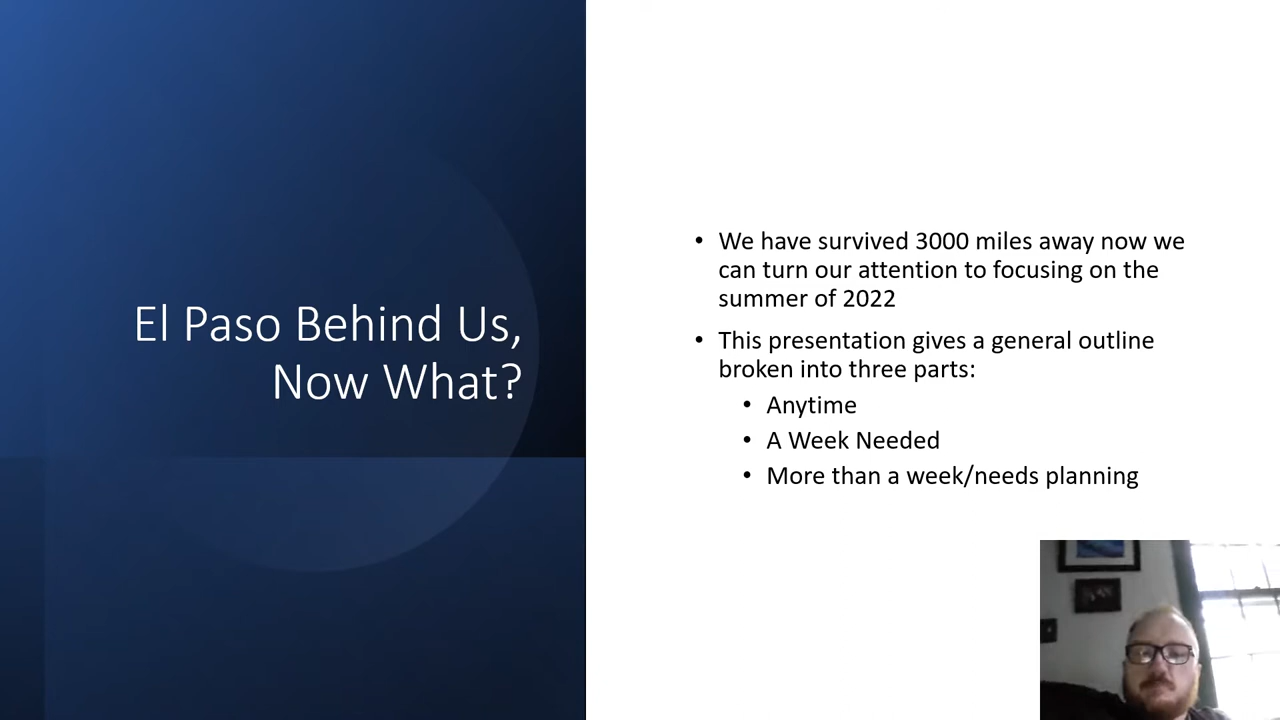 El Paso Behind Us,
Now What?
• We have survived 3000 miles away now we
can turn our attention to focusing on the
summer of 2022
• This presentation gives a general outline
broken into three parts:
• Anytime
• A Week Needed
• More than a week/needs planning